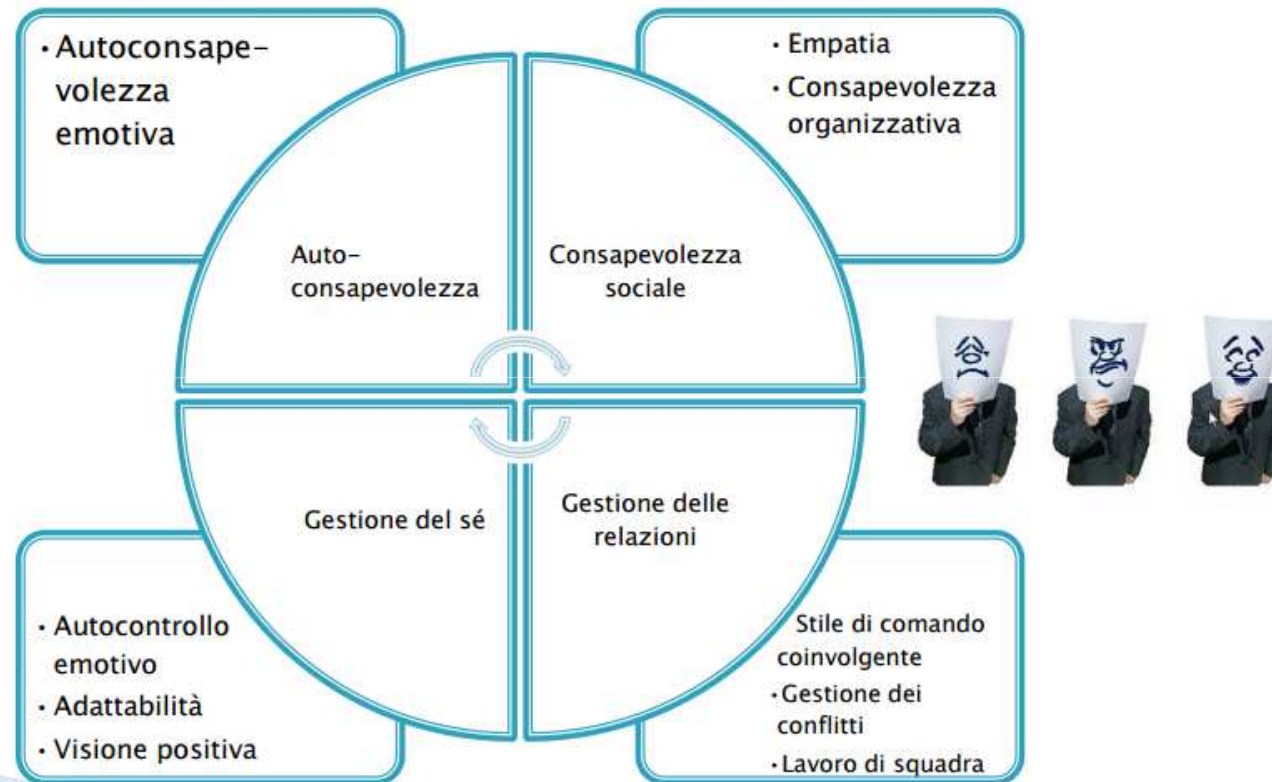 · Autoconsape-
volezza
emotiva
· Empatia
· Consapevolezza
organizzativa
Auto-
consapevolezza
Consapevolezza
sociale
Gestione del sé
Gestione delle
relazioni
· Autocontrollo
emotivo
· Adattabilità
· Visione positiva
Stile di comando
coinvolgente
· Gestione dei
conflitti
· Lavoro di squadra